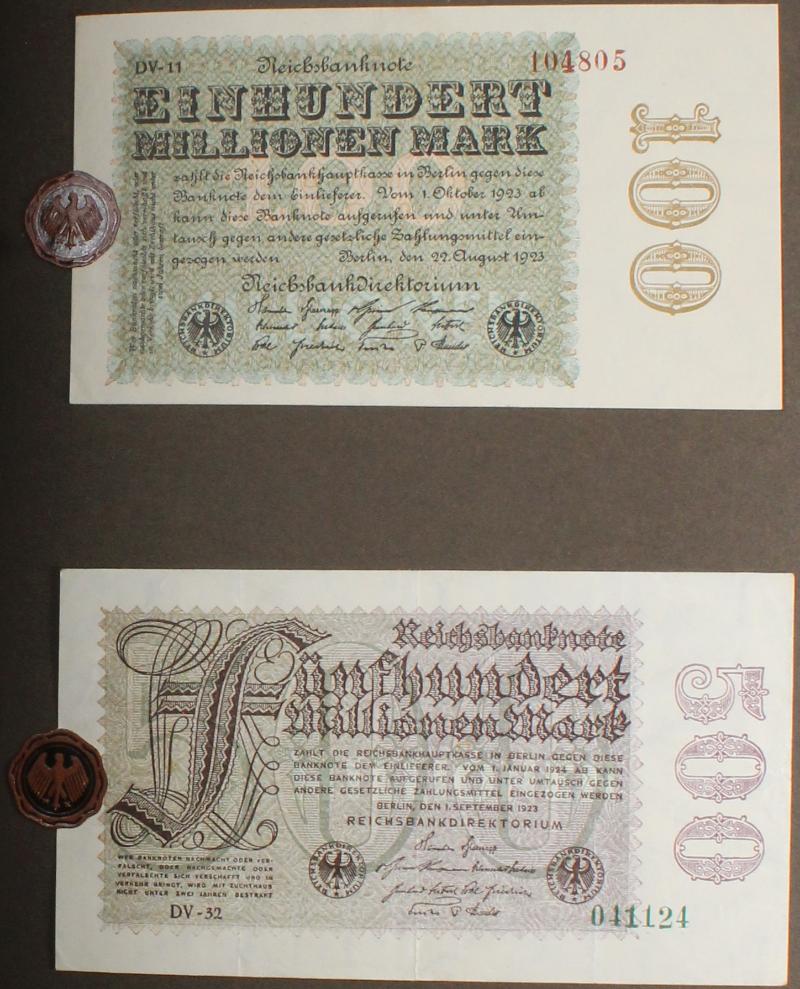 DV-11 Reichsbanknote 104805
EINHUNDERT
MILLIONEN MARK
zahlt die Reichsbankhauptkasse in Berlin gegen diese
Banknote dem Einlieferer. Vom 1. Oktober 1923 ab
kann diese Banknote aufgerufen und unter Um-
tausch gegen andere gesetzliche Zahlungsmittel ein-
gezogen werden Berlin, den 22. August 1923
Reichsbankdirektorium
REICHSBANKDIREKTORIUM
REICHSBANKDIREKTORIUM
100
Reichsbanknote
Fünfhundert
Millionen Mark
ZAHLT DIE REICHSBANKHAUPTKASSE IN BERLIN GEGEN DIESE
BANKNOTE DEM EINLIEFERER. VOM 1. JANUAR 1924 AB KANN
DIESE BANKNOTE AUFGERUFEN UND UNTER UMTAUSCH GEGEN
ANDERE GESETZLICHE ZAHLUNGSMITTEL EINGEZOGEN WERDEN
BERLIN, DEN 1. SEPTEMBER 1923
REICHSBANKDIREKTORIUM
WER BANKNOTEN NACHMACHT ODER VER-
FÄLSCHT, ODER NACHGEMACHTE ODER
VERFÄLSCHTE SICH VERSCHAFFT UND IN
VERKEHR BRINGT, WIRD MIT ZUCHTHAUS
NICHT UNTER ZWEI JAHREN BESTRAFT
REICHSBANKDIREKTORIUM
REICHSBANKDIREKTORIUM
DV-32
041124
500